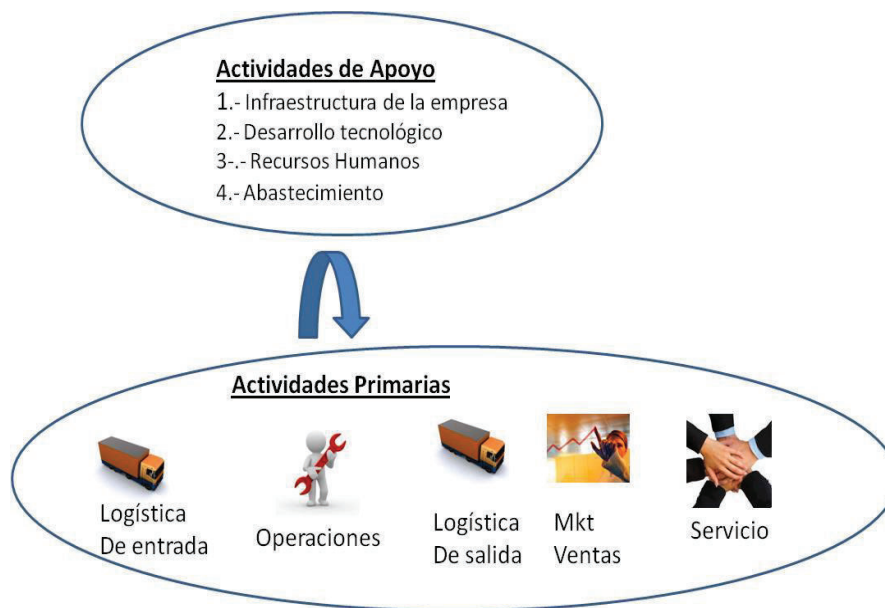 Actividades de Apoyo
1.- Infraestructura de la empresa
2.- Desarrollo tecnológico
3-.- Recursos Humanos
4.- Abastecimiento
Actividades Primarias
Logística
De entrada
Operaciones
Logística
De salida
Mkt
Ventas
Servicio